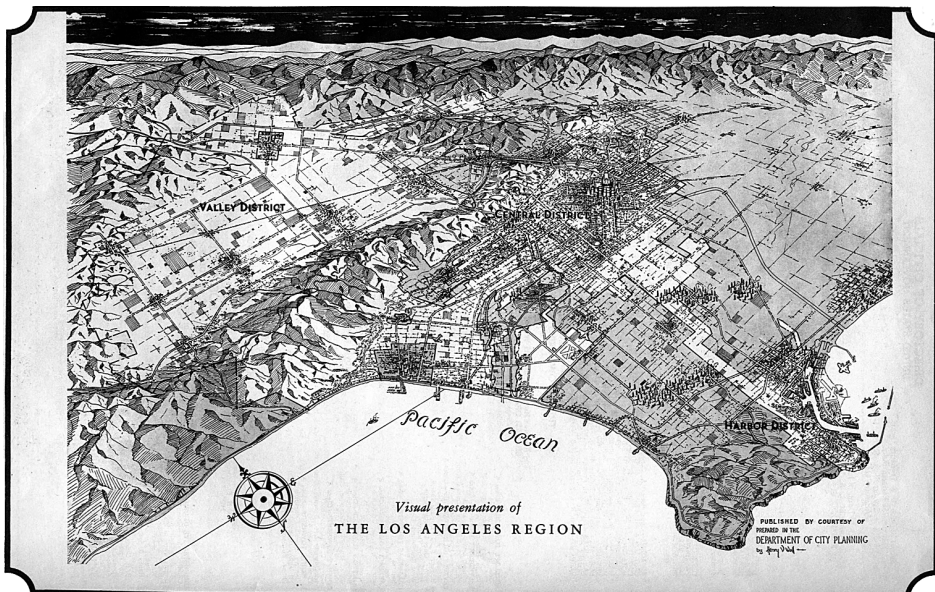 VALLEY DISTRICT
CENTRAL DISTRICT
HARBOR DISTRICT
Pacific Ocean
Visual presentation of
THE LOS ANGELES REGION
PUBLISHED BY COURTESY OF
PREPARED IN THE
DEPARTMENT OF CITY PLANNING
by
W
E
S